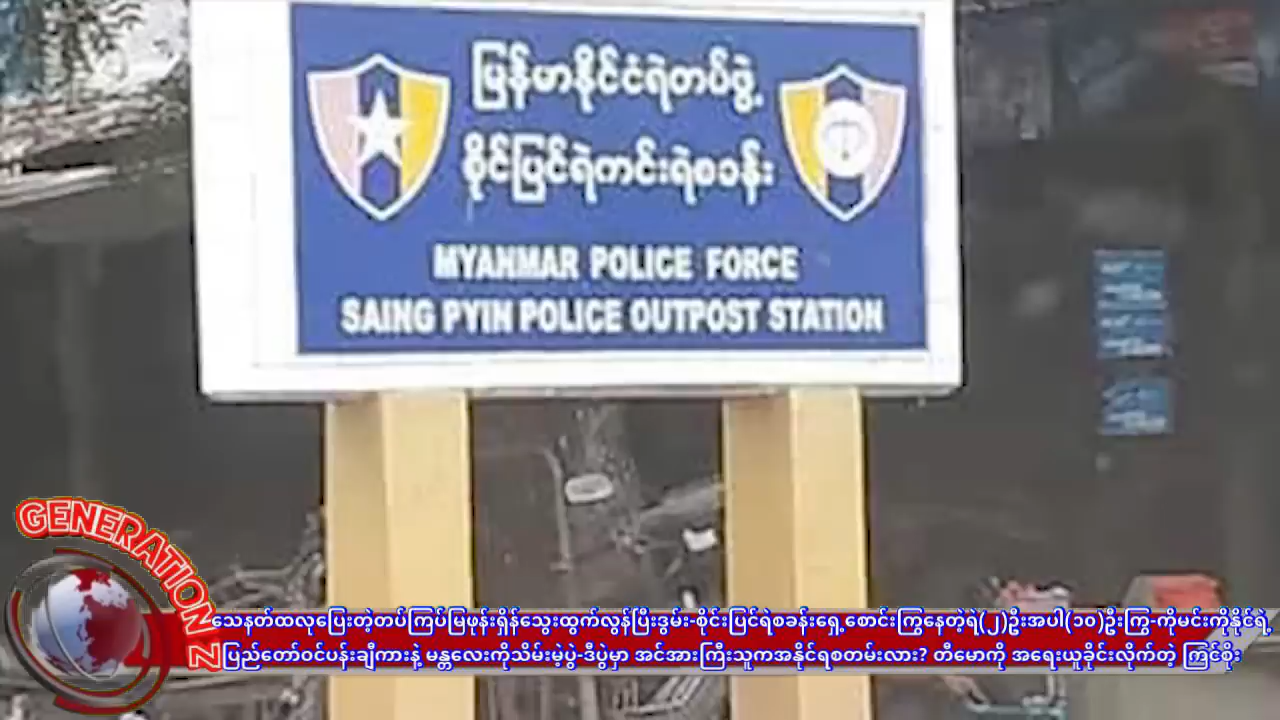 မြန်မာနိုင်ငံရဲတပ်ဖွဲ့
စိုင်ပြင်ရဲကင်းရဲစခန်း
MYANMAR POLICE FORCE
SAING PYIN POLICE OUTPOST STATION
GENERATION Z
သေနတ်ထလုပြေးတဲ့တပ်ကြပ်မြဖုန်းရှိန်သွေးထွက်လွန်ပြီးဒွမ်း-စိုင်းပြင်ရဲစခန်းရှေ့စောင်းကြွနေတဲ့ရဲ(၂)ဦးအပါ(၁၀)ဦးကြွ-ကိုမင်းကိုနိုင်ရဲ့
ပြည်တော်ဝင်ပန်းချီကားနဲ့ မန္တလေးကိုသိမ်းမဲ့ပွဲ-ဒီပွဲမှာ အင်အားကြီးသူကအနိုင်ရစတမ်းလား? တီမောကို အရေးယူခိုင်းလိုက်တဲ့ ကြင်စိုး